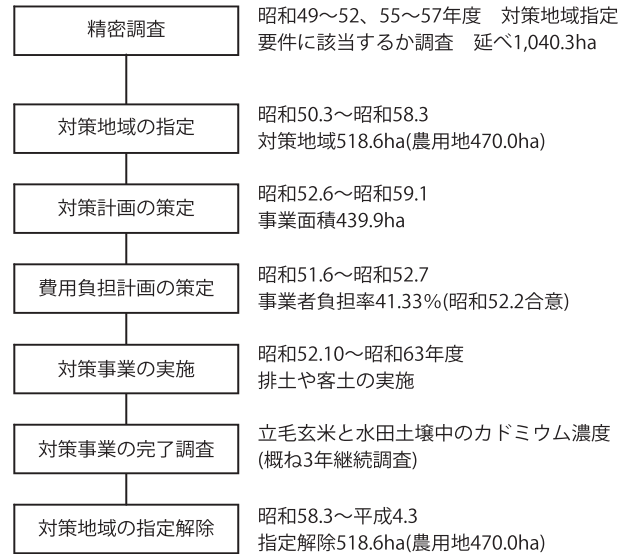 精密調査
昭和49～52、55～57年度　対策地域指定
要件に該当するか調査　延べ1,040.3ha
対策地域の指定
昭和50.3～昭和58.3
対策地域518.6ha(農用地470.0ha)
対策計画の策定
昭和52.6～昭和59.1
事業面積439.9ha
費用負担計画の策定
昭和51.6～昭和52.7
事業者負担率41.33%(昭和52.2合意)
対策事業の実施
昭和52.10～昭和63年度
排土や客土の実施
対策事業の完了調査
立毛玄米と水田土壌中のカドミウム濃度
(概ね3年継続調査)
対策地域の指定解除
昭和58.3～平成4.3
指定解除518.6ha(農用地470.0ha)